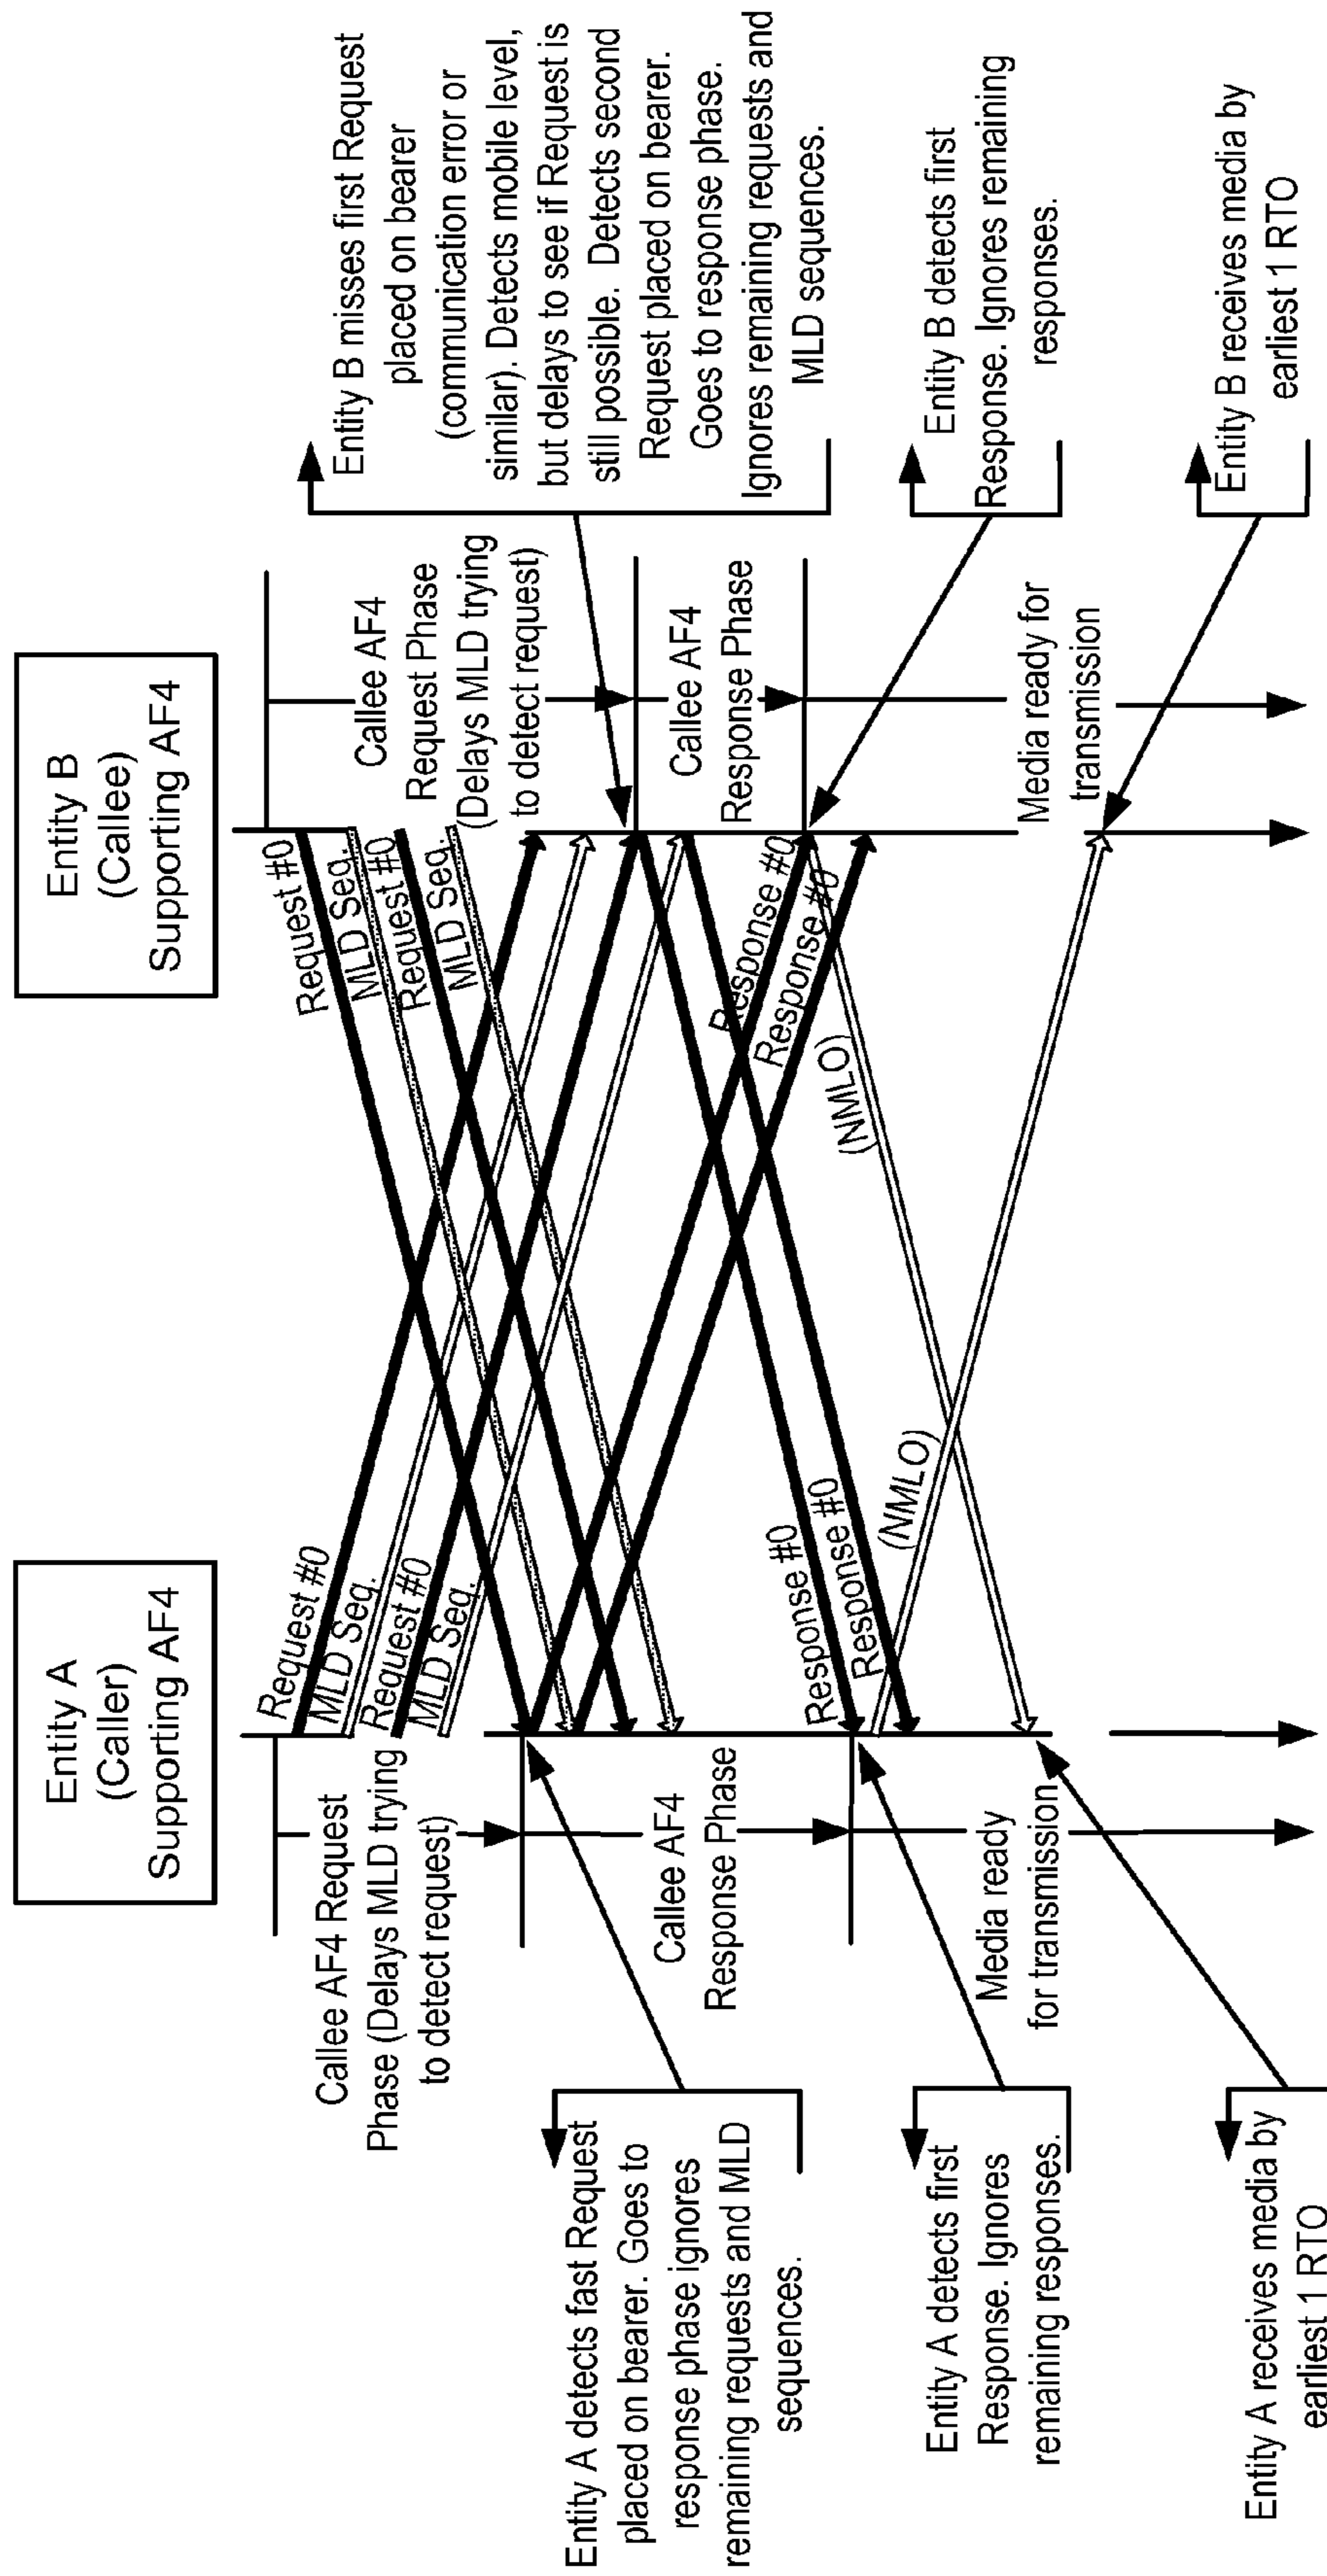 Entity A
(Caller)
Supporting AF4
Entity B
(Callee)
Supporting AF4
Callee AF4 Request
Phase (Delays MLD trying
to detect request)
Request #0
MLD Seq.
Request #0
MLD Seq.
Request #0
MLD Seq.
Request #0
MLD Seq.
Callee AF4
Request Phase
(Delays MLD trying
to detect request)
Entity B misses first Request
placed on bearer
(communication error or
similar). Detects mobile level,
but delays to see if Request is
still possible. Detects second
Request placed on bearer.
Goes to response phase.
Ignores remaining requests and
MLD sequences.
Entity A detects fast Request
placed on bearer. Goes to
response phase ignores
remaining requests and MLD
sequences.
Callee AF4
Response Phase
Response #0
Response #0
Response #0
Response #0
Callee AF4
Response Phase
Entity B detects first
Response. Ignores remaining
responses.
Entity A detects first
Response. Ignores
remaining responses.
Media ready
for transmission
(NMLO)
(NMLO)
Media ready for
transmission
Entity B receives media by
earliest 1 RTO
Entity A receives media by
earliest 1 RTO